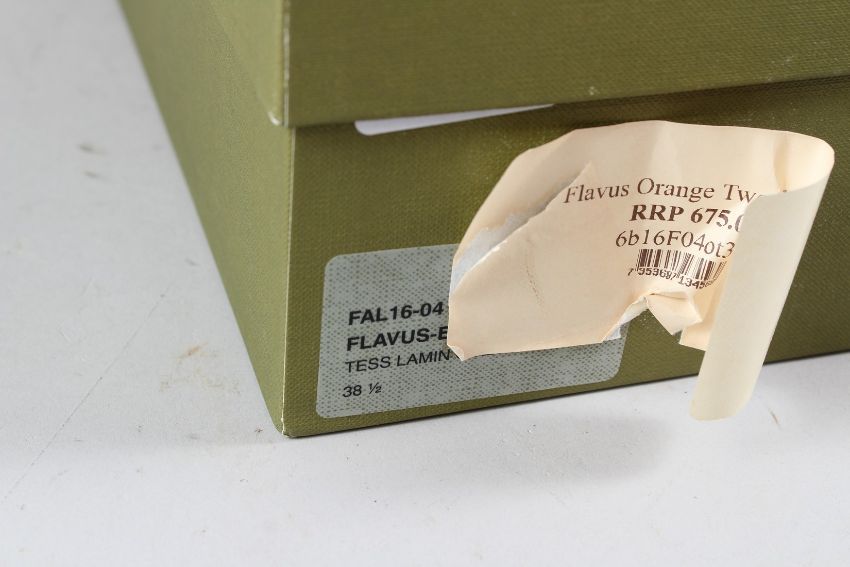 Flavus Orange Tw
RRP 675.
6b16F04ot3
FAL16-04
FLAVUS-
TESS LAMIN
38 ½